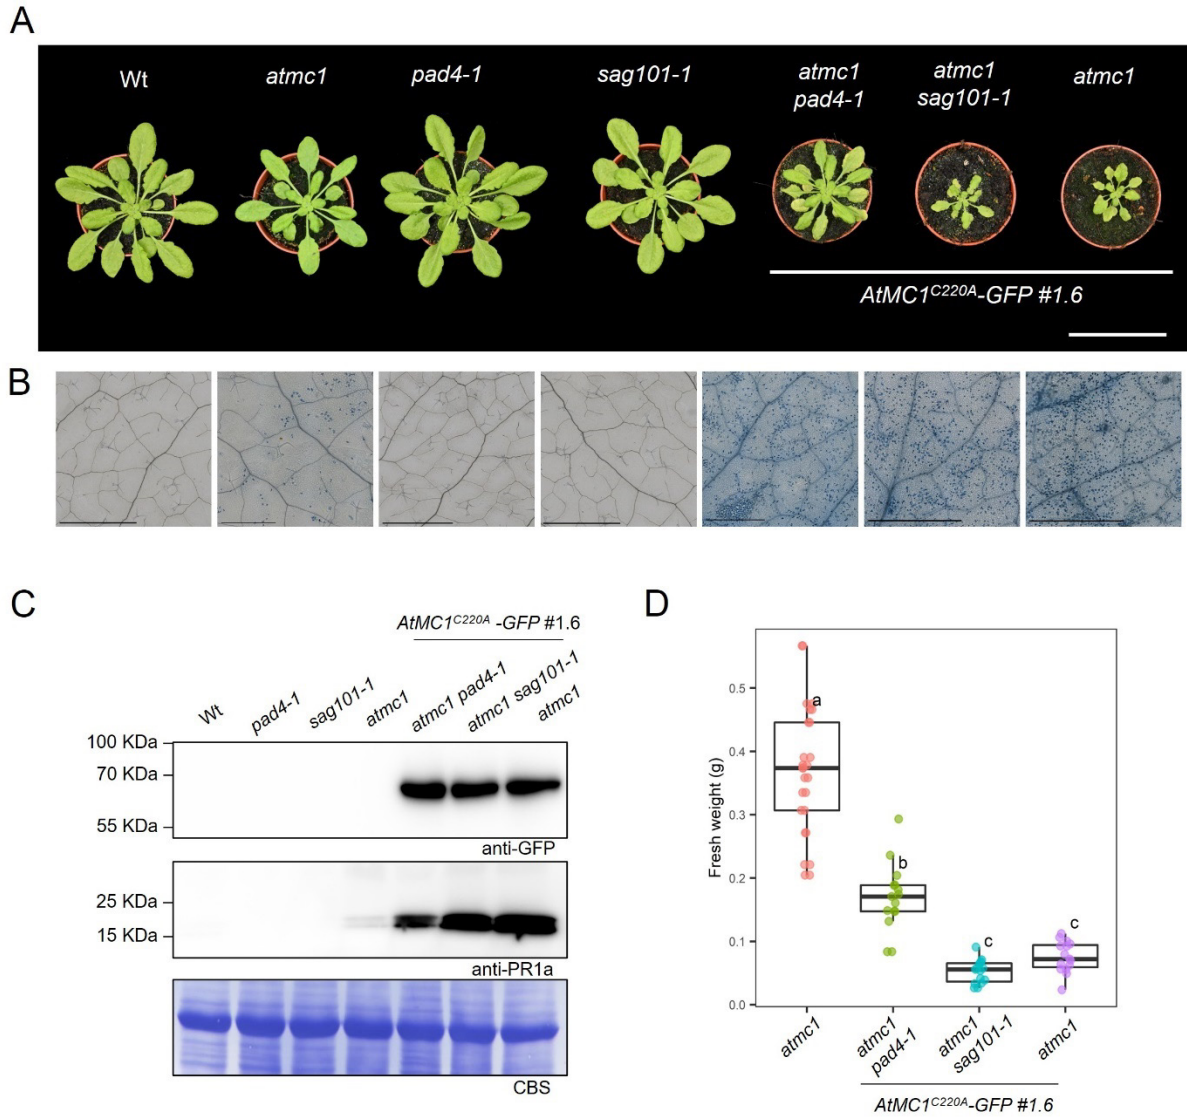 A
Wt
atmc1
pad4-1
sag101-1
atmc1
pad4-1
atmc1
sag101-1
atmc1
AtMC1C220A-GFP #1.6
B
C
AtMC1C220A -GFP #1.6
Wt
pad4-1
sag101-1
atmc1
atmc1 pad4-1
atmc1 sag101-1
atmc1
100 KDa
70 KDa
55 KDa
anti-GFP
25 KDa
15 KDa
anti-PR1a
CBS
D
Fresh weight (g)
0.5
0.4
0.3
0.2
0.1
0.0
a
b
c
c
atmc1
atmc1
pad4-1
atmc1
sag101-1
atmc1
AtMC1C220A-GFP #1.6